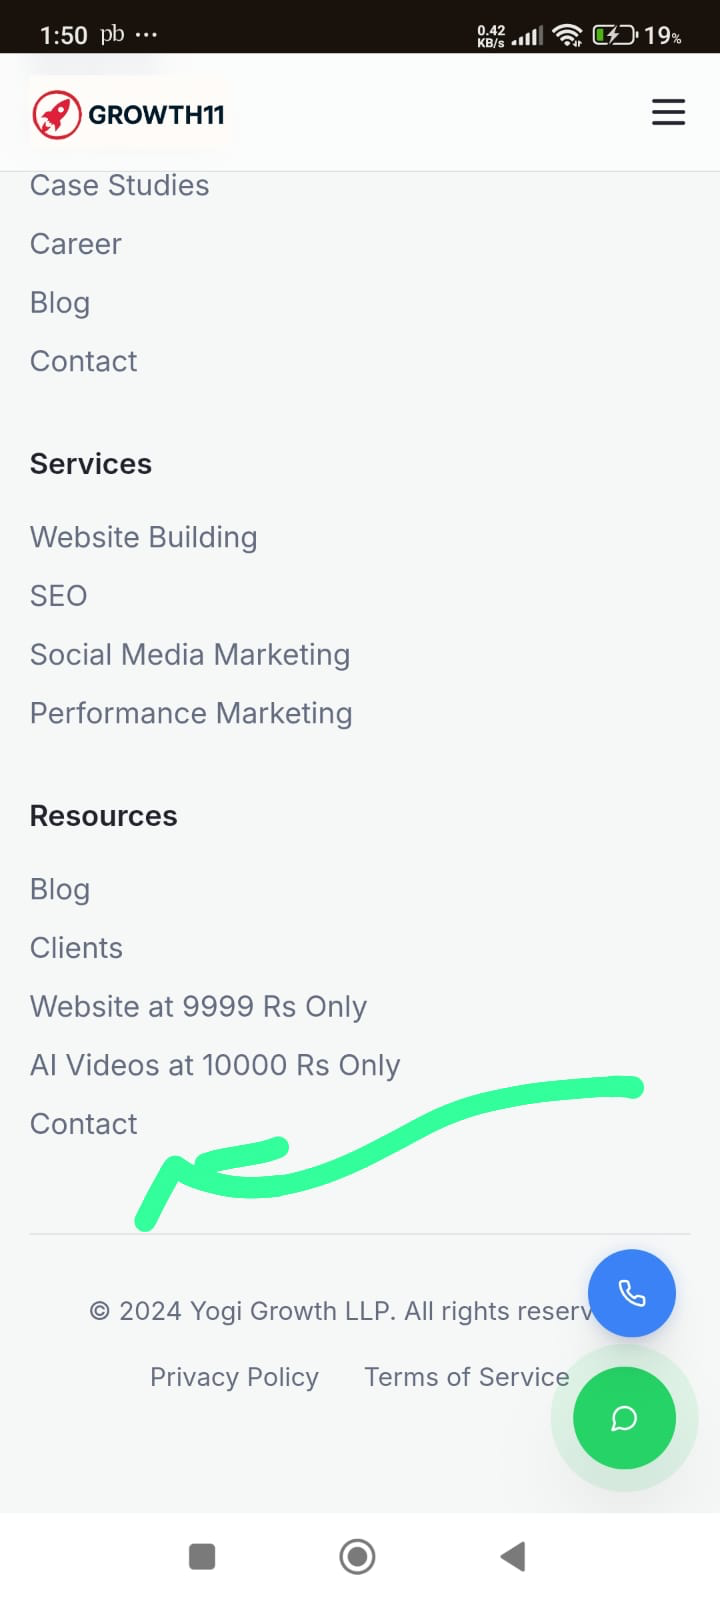 1:50 pb ...
0.42
KB/s
19%
GROWTH11
Case Studies
Career
Blog
Contact
Services
Website Building
SEO
Social Media Marketing
Performance Marketing
Resources
Blog
Clients
Website at 9999 Rs Only
AI Videos at 10000 Rs Only
Contact
© 2024 Yogi Growth LLP. All rights reserv
Privacy Policy Terms of Service